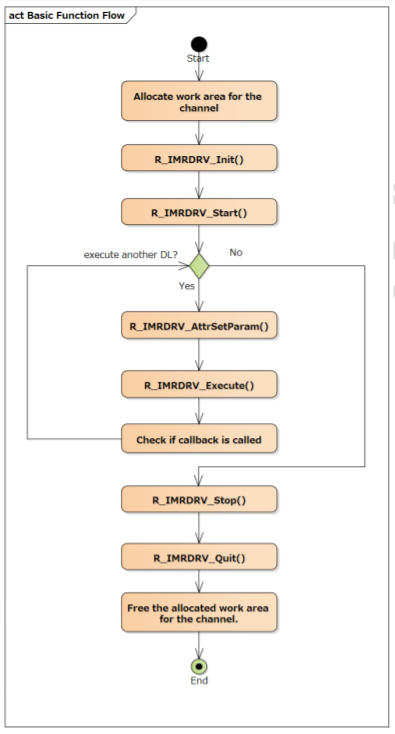 act Basic Function Flow
Start
Allocate work area for the
channel
R_IMRDRV_Init()
R_IMRDRV_Start()
execute another DL?
No
Yes
R_IMRDRV_AttrSetParam()
R_IMRDRV_Execute()
Check if callback is called
R_IMRDRV_Stop()
R_IMRDRV_Quit()
Free the allocated work area
for the channel.
End